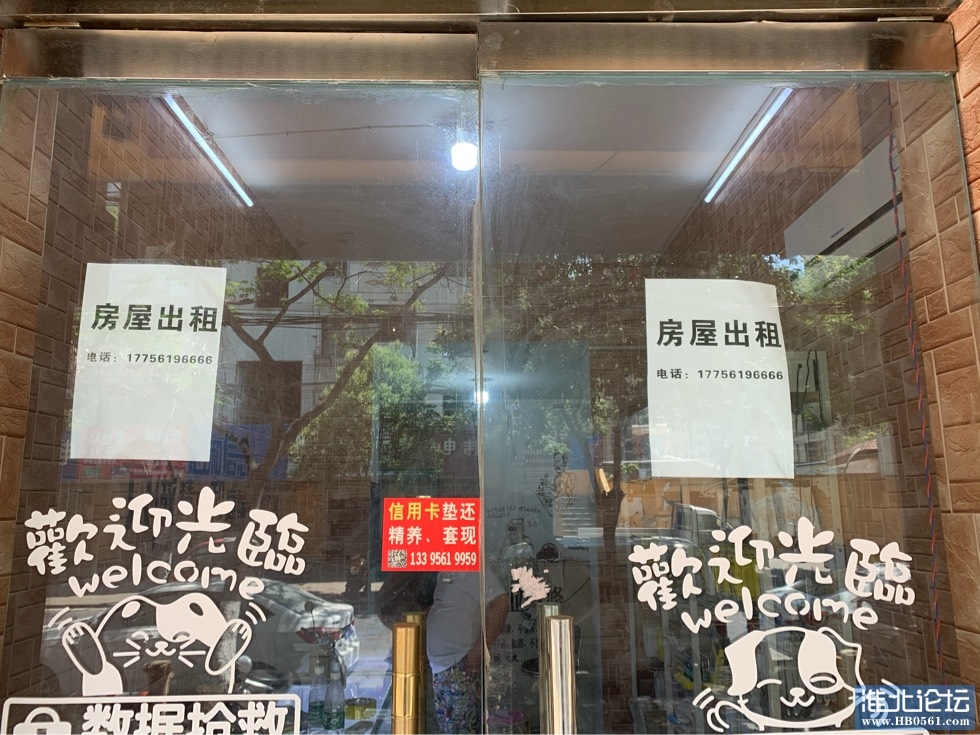 房屋出租
电话：17756196666
房屋出租
电话：17756196666
信用卡垫还
精养、套现
133 9561 9959
歡迎光臨
welcome
歡迎光臨
welcome
数据抢救
淮北论坛
www.HB0561.com